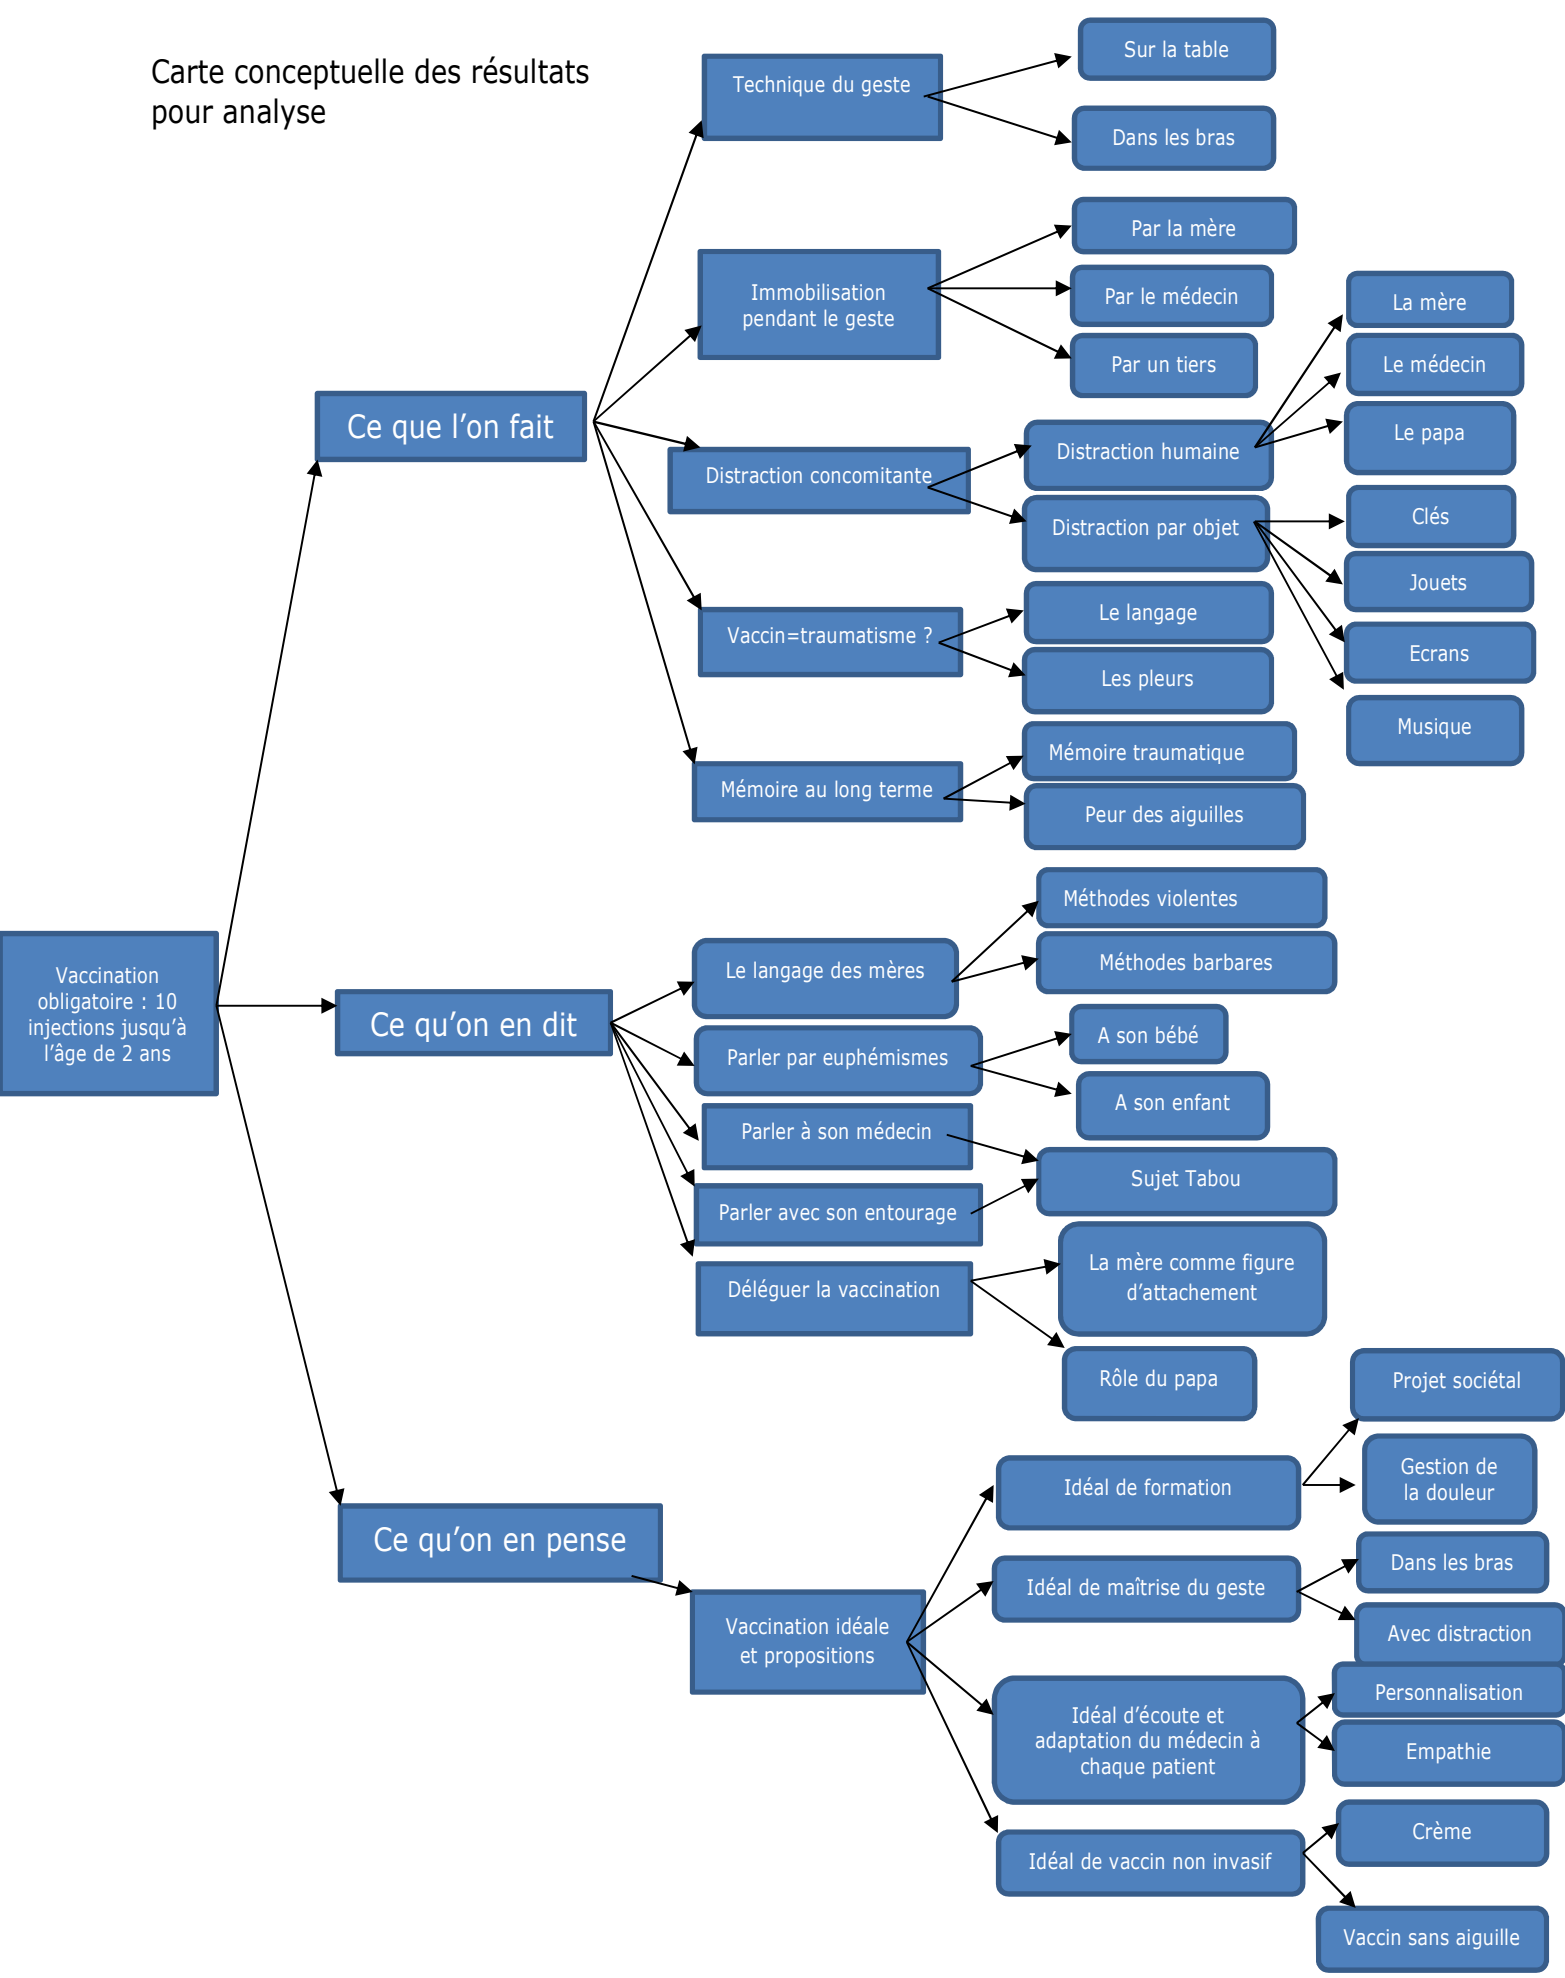 Carte conceptuelle des résultats
pour analyse
Technique du geste
Sur la table
Dans les bras
Immobilisation
pendant le geste
Par la mère
Par le médecin
Par un tiers
Ce que l’on fait
Distraction concomitante
Distraction humaine
La mère
Le médecin
Le papa
Distraction par objet
Clés
Jouets
Ecrans
Musique
Vaccin=traumatisme ?
Le langage
Les pleurs
Mémoire au long terme
Mémoire traumatique
Peur des aiguilles
Vaccination
obligatoire : 10
injections jusqu’à
l’âge de 2 ans
Ce qu’on en dit
Le langage des mères
Méthodes violentes
Méthodes barbares
Parler par euphémismes
A son bébé
A son enfant
Parler à son médecin
Sujet Tabou
Parler avec son entourage
Déléguer la vaccination
La mère comme figure
d’attachement
Rôle du papa
Ce qu’on en pense
Vaccination idéale
et propositions
Idéal de formation
Projet sociétal
Gestion de
la douleur
Idéal de maîtrise du geste
Dans les bras
Avec distraction
Idéal d’écoute et
adaptation du médecin à
chaque patient
Personnalisation
Empathie
Idéal de vaccin non invasif
Crème
Vaccin sans aiguille